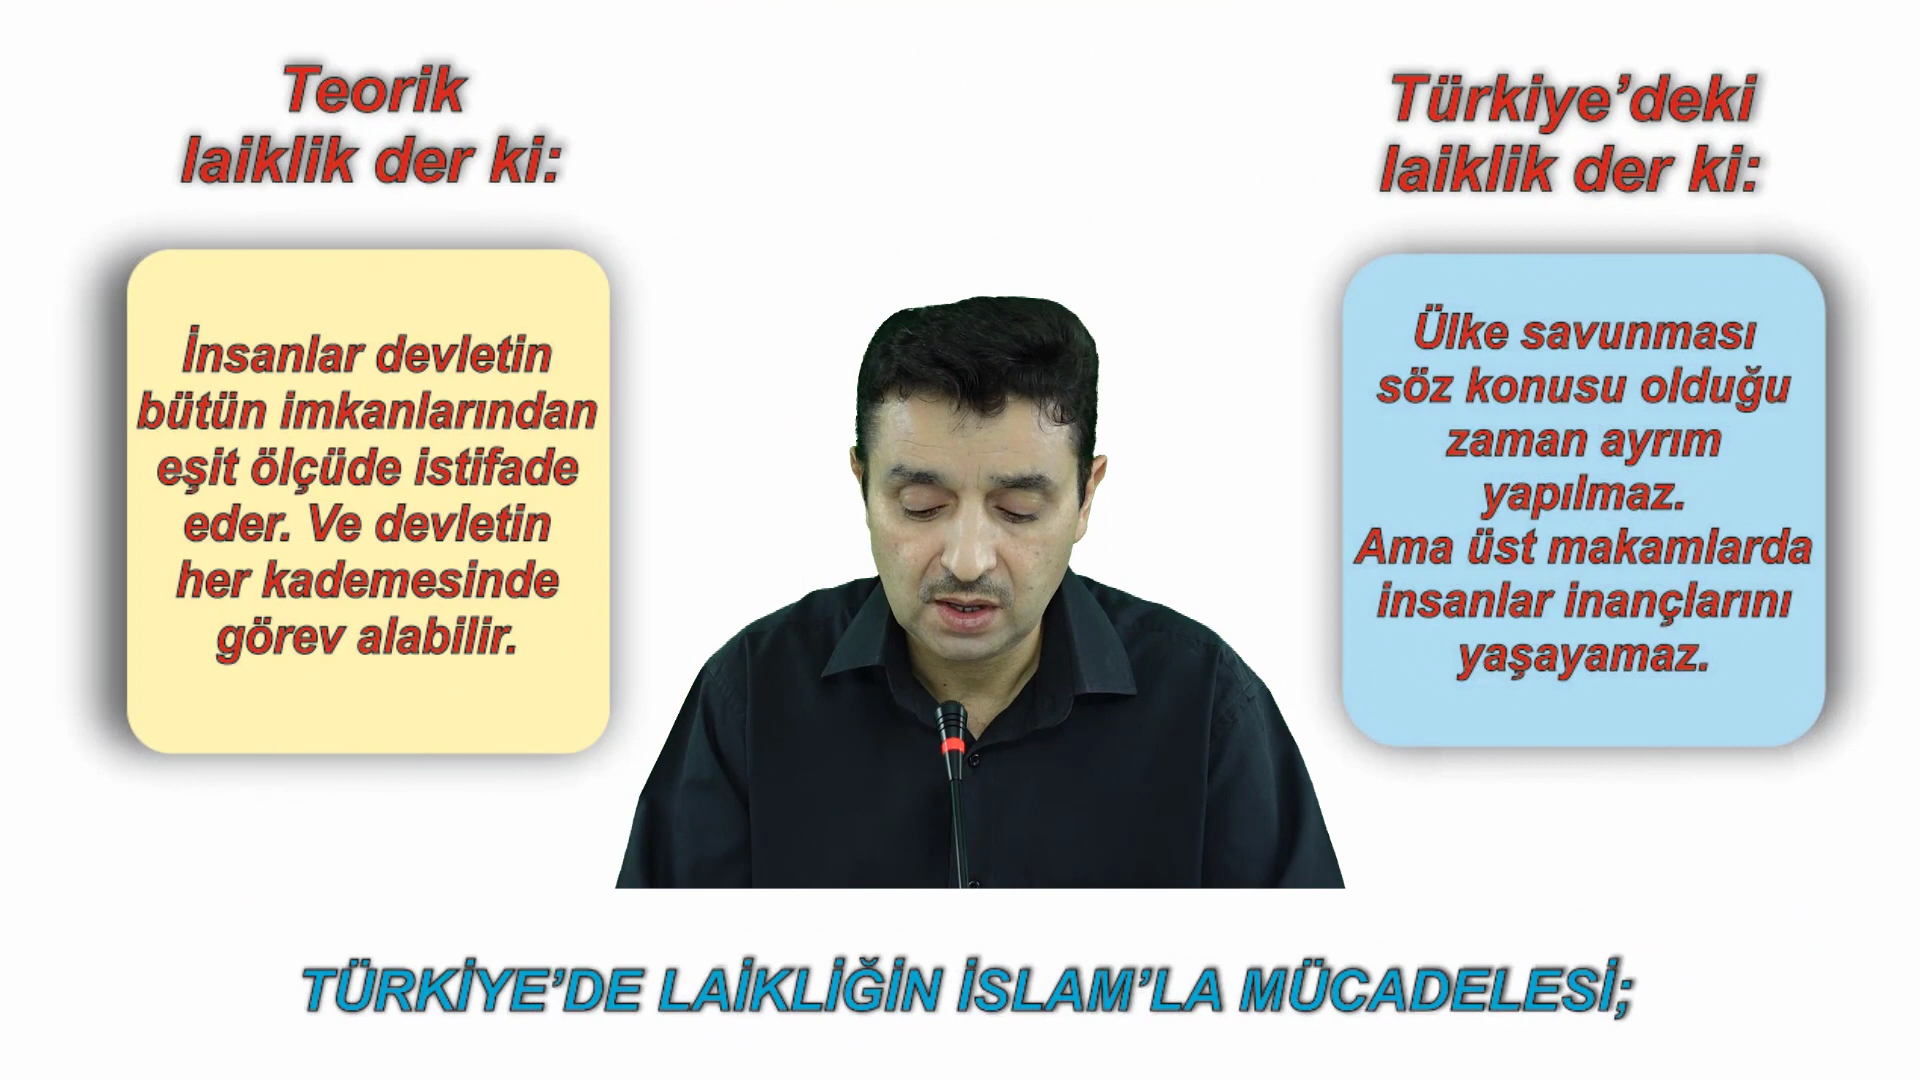 Teorik
laiklik der ki:
İnsanlar devletin
bütün imkanlarından
eşit ölçüde istifade
eder. Ve devletin
her kademesinde
görev alabilir.
Türkiye’deki
laiklik der ki:
Ülke savunması
söz konusu olduğu
zaman ayrım
yapılmaz.
Ama üst makamlarda
insanlar inançlarını
yaşayamaz.
TÜRKİYE’DE LAİKLİĞİN İSLAM’LA MÜCADELESİ;